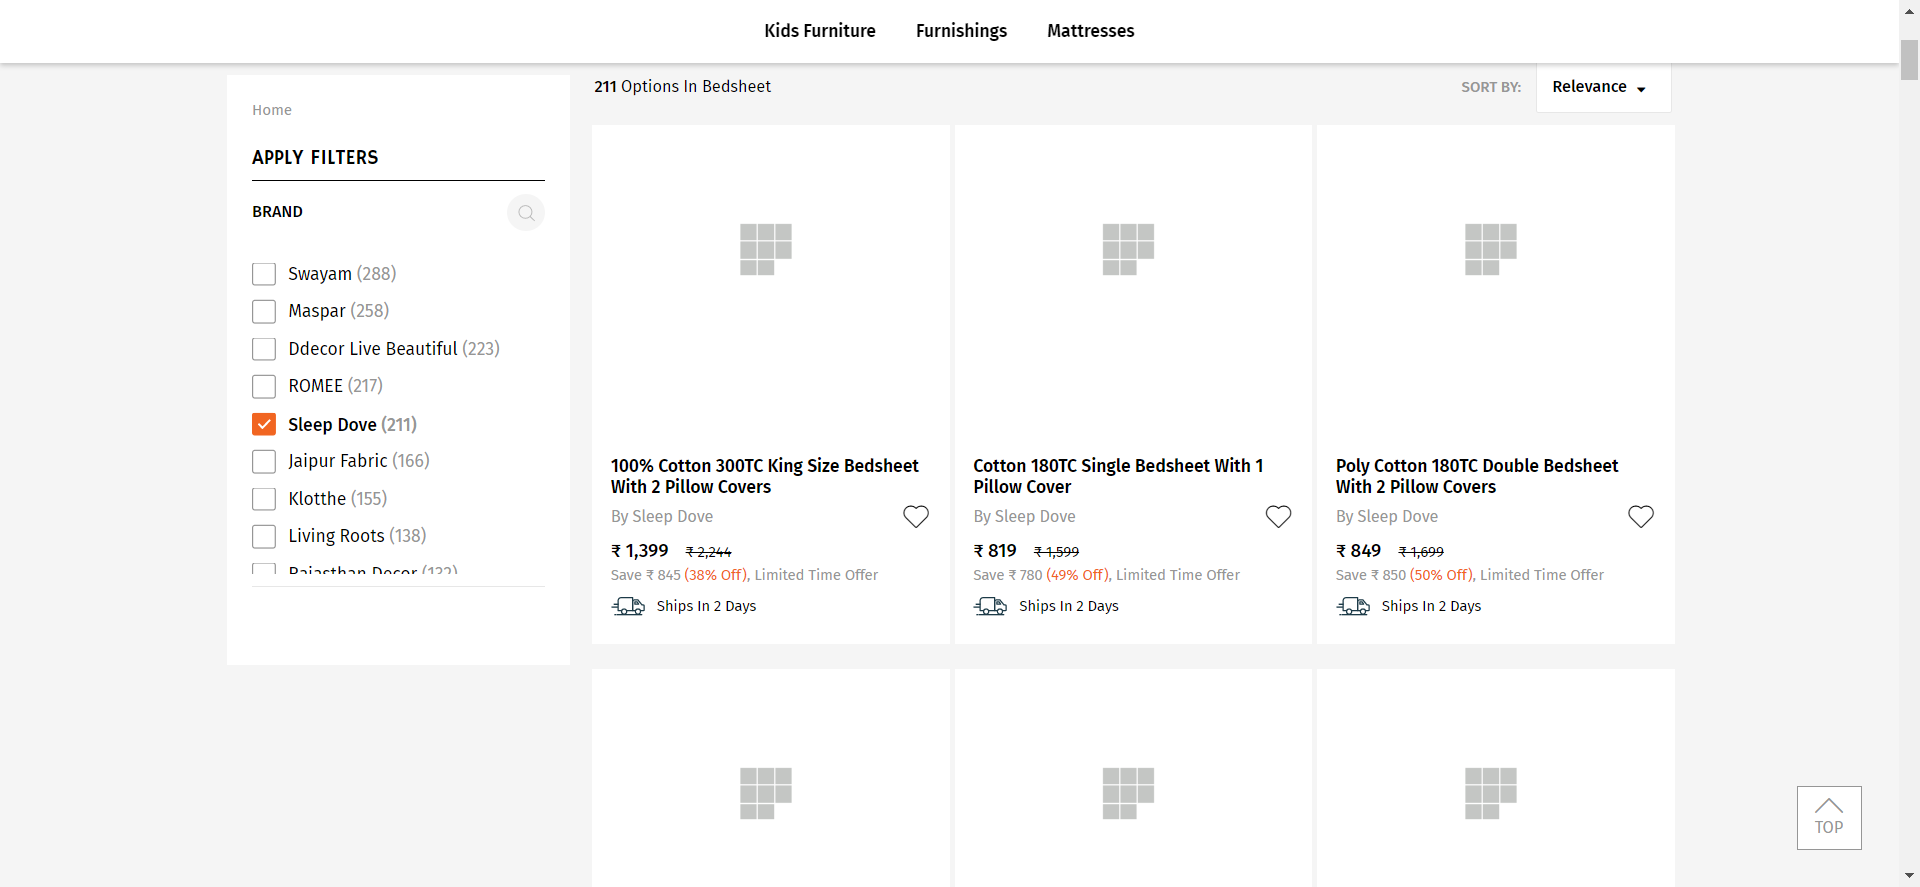 Kids Furniture Furnishings Mattresses
Home
APPLY FILTERS
BRAND
Swayam (288)
Maspar (258)
Ddecor Live Beautiful (223)
ROMEE (217)
Sleep Dove (211)
Jaipur Fabric (166)
Klotthe (155)
Living Roots (138)
Rajasthan Decor (132)
211 Options In Bedsheet
SORT BY: Relevance
100% Cotton 300TC King Size Bedsheet
With 2 Pillow Covers
By Sleep Dove
₹ 1,399 ₹ 2,244
Save ₹ 845 (38% Off), Limited Time Offer
Ships In 2 Days
Cotton 180TC Single Bedsheet With 1
Pillow Cover
By Sleep Dove
₹ 819 ₹ 1,599
Save ₹ 780 (49% Off), Limited Time Offer
Ships In 2 Days
Poly Cotton 180TC Double Bedsheet
With 2 Pillow Covers
By Sleep Dove
₹ 849 ₹ 1,699
Save ₹ 850 (50% Off), Limited Time Offer
Ships In 2 Days
TOP